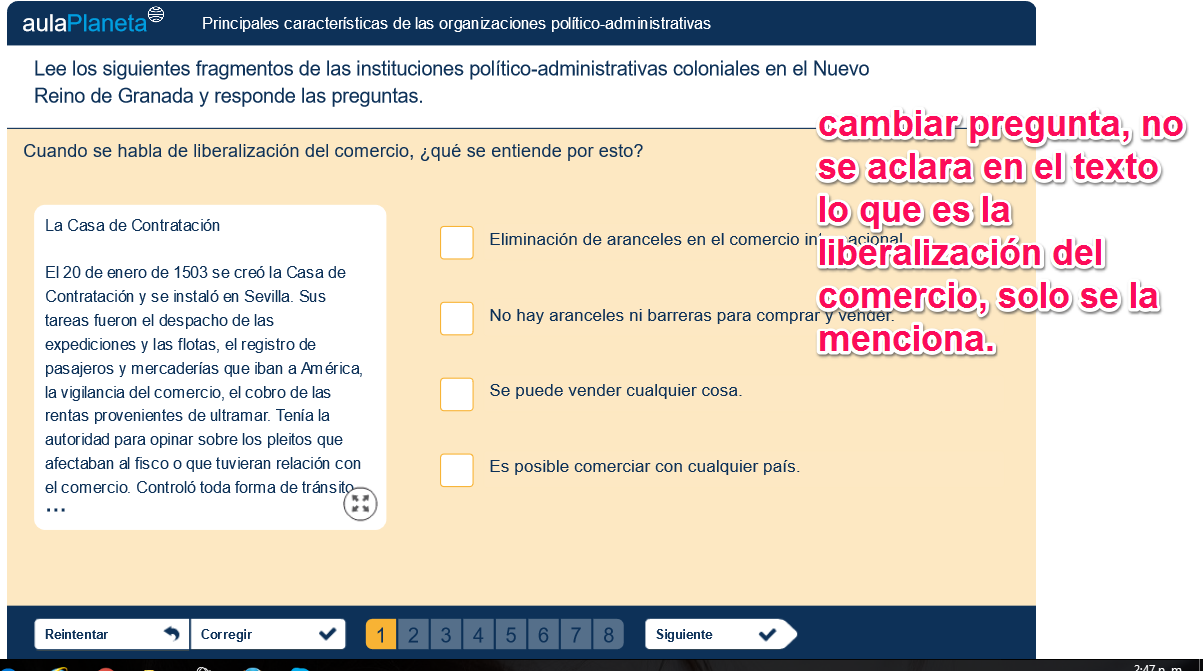 aulaPlaneta Principales características de las organizaciones político-administrativas
Lee los siguientes fragmentos de las instituciones político-administrativas coloniales en el Nuevo
Reino de Granada y responde las preguntas.
Cuando se habla de liberalización del comercio, ¿qué se entiende por esto?
cambiar pregunta, no
se aclara en el texto
lo que es la
liberalización del
comercio, solo se la
menciona.
La Casa de Contratación
El 20 de enero de 1503 se creó la Casa de
Contratación y se instaló en Sevilla. Sus
tareas fueron el despacho de las
expediciones y las flotas, el registro de
pasajeros y mercaderías que iban a América,
la vigilancia del comercio, el cobro de las
rentas provenientes de ultramar. Tenía la
autoridad para opinar sobre los pleitos que
afectaban al fisco o que tuvieran relación con
el comercio. Controló toda forma de tránsito
...
Eliminación de aranceles en el comercio internacional.
No hay aranceles ni barreras para comprar y vender.
Se puede vender cualquier cosa.
Es posible comerciar con cualquier país.
Reintentar Corregir 1 2 3 4 5 6 7 8 Siguiente
2:47 p. m.